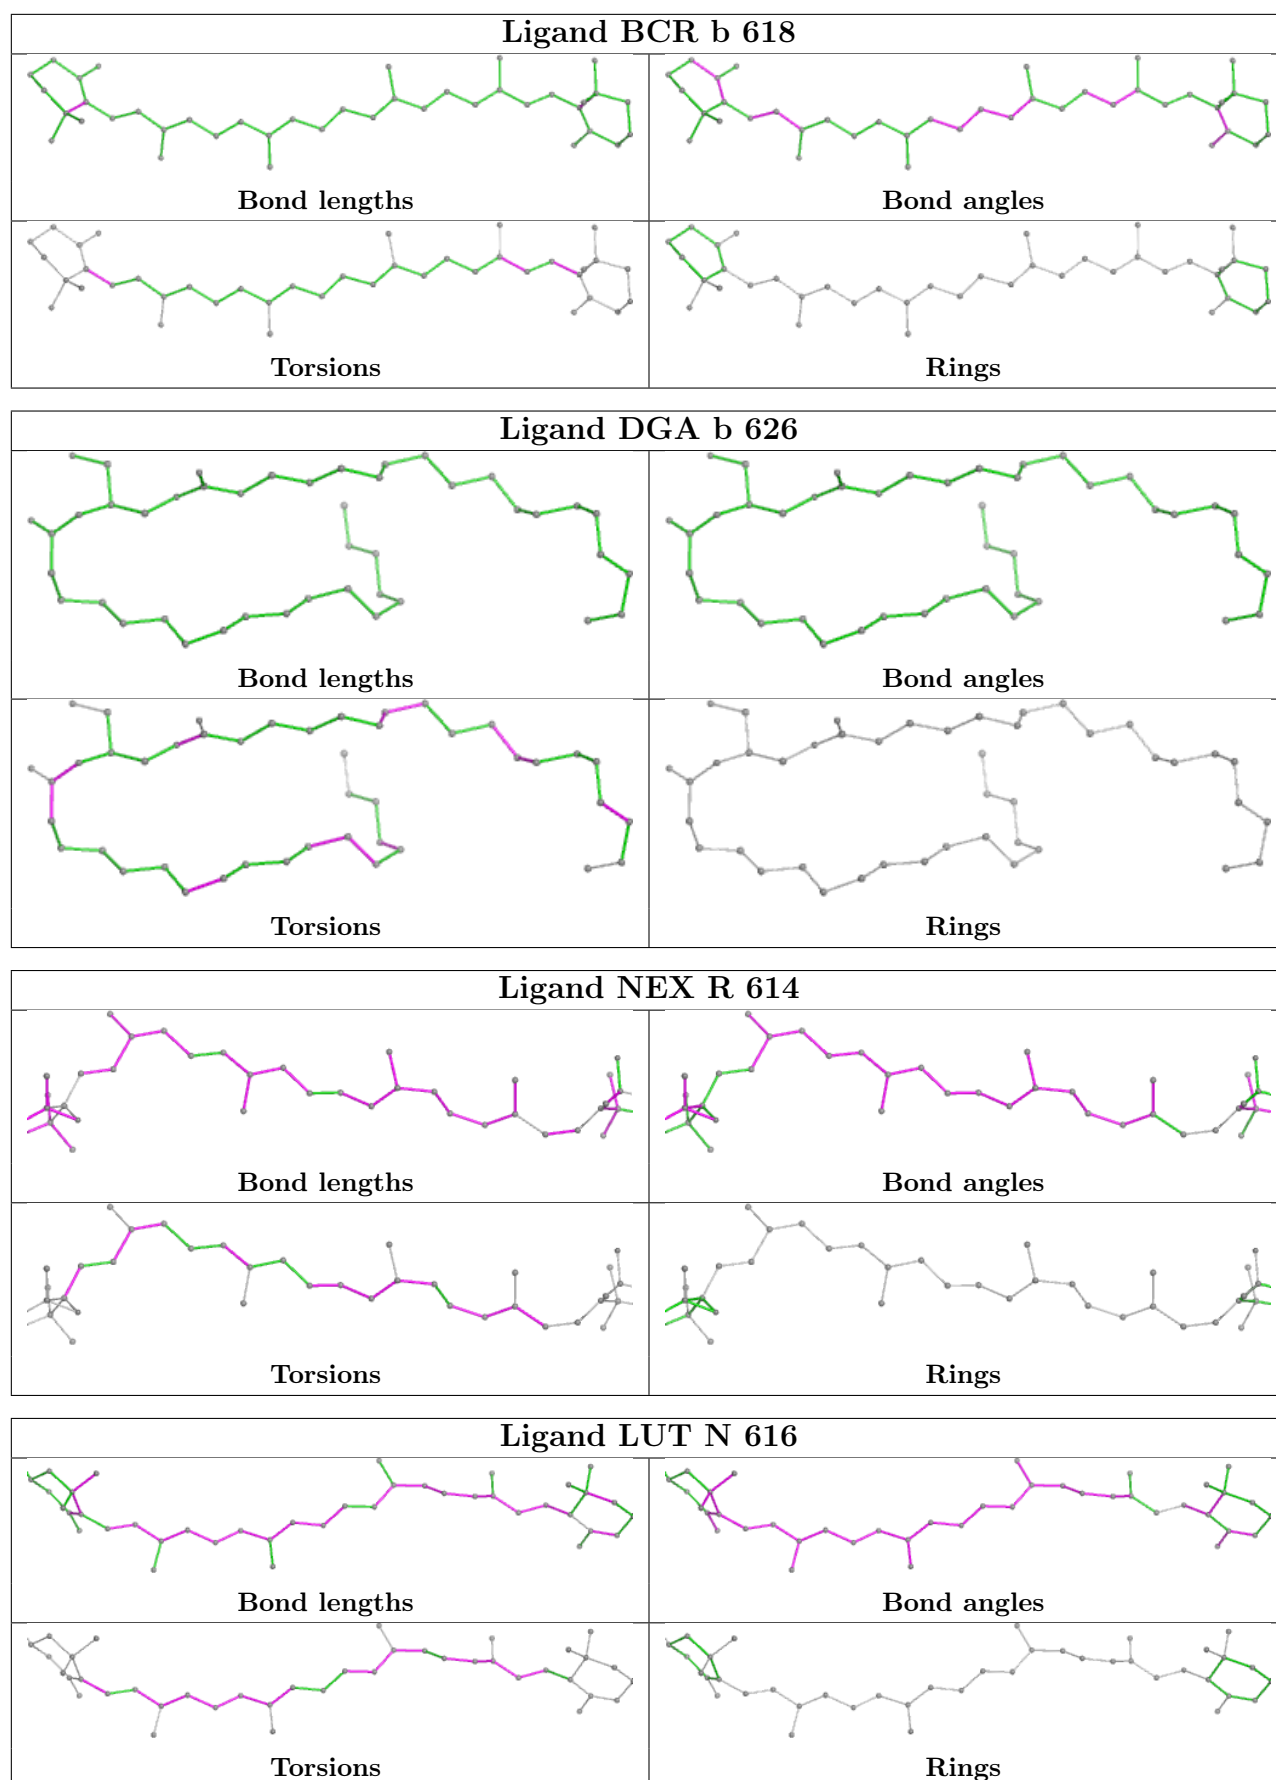 Ligand BCR b 618
Bond lengths
Bond angles
Torsions
Rings
Ligand DGA b 626
Bond lengths
Bond angles
Torsions
Rings
Ligand NEX R 614
Bond lengths
Bond angles
Torsions
Rings
Ligand LUT N 616
Bond lengths
Bond angles
Torsions
Rings